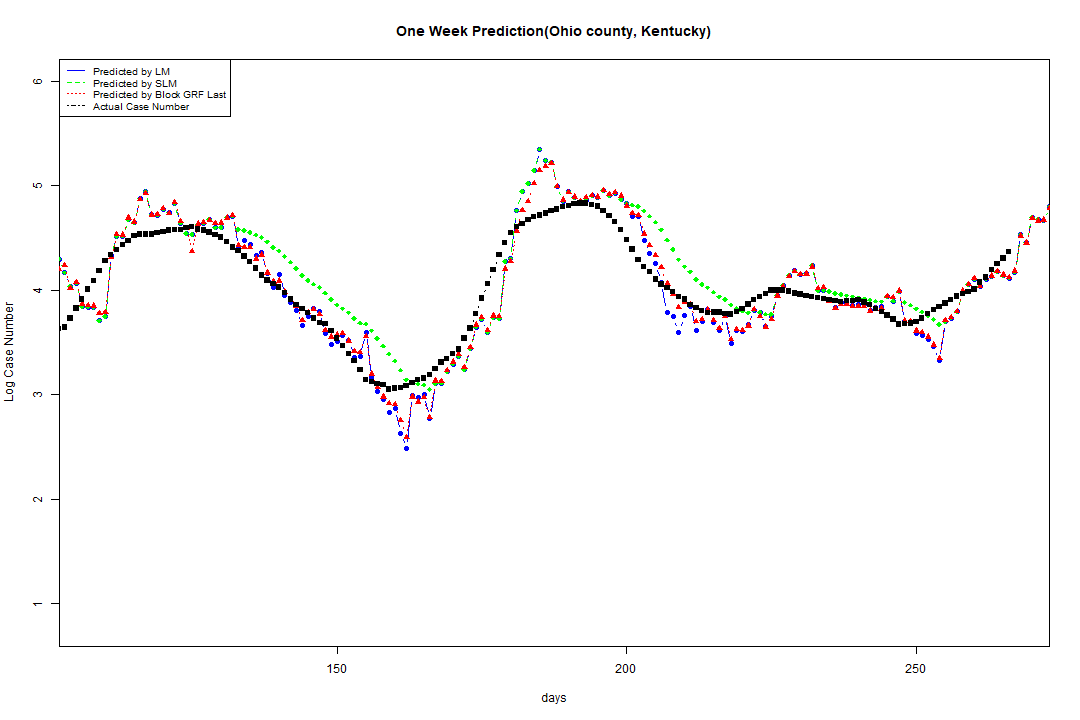 One Week Prediction(Ohio county, Kentucky)
Predicted by LM
Predicted by SLM
Predicted by Block GRF Last
Actual Case Number
6
5
4
3
2
1
Log Case Number
150
200
250
days